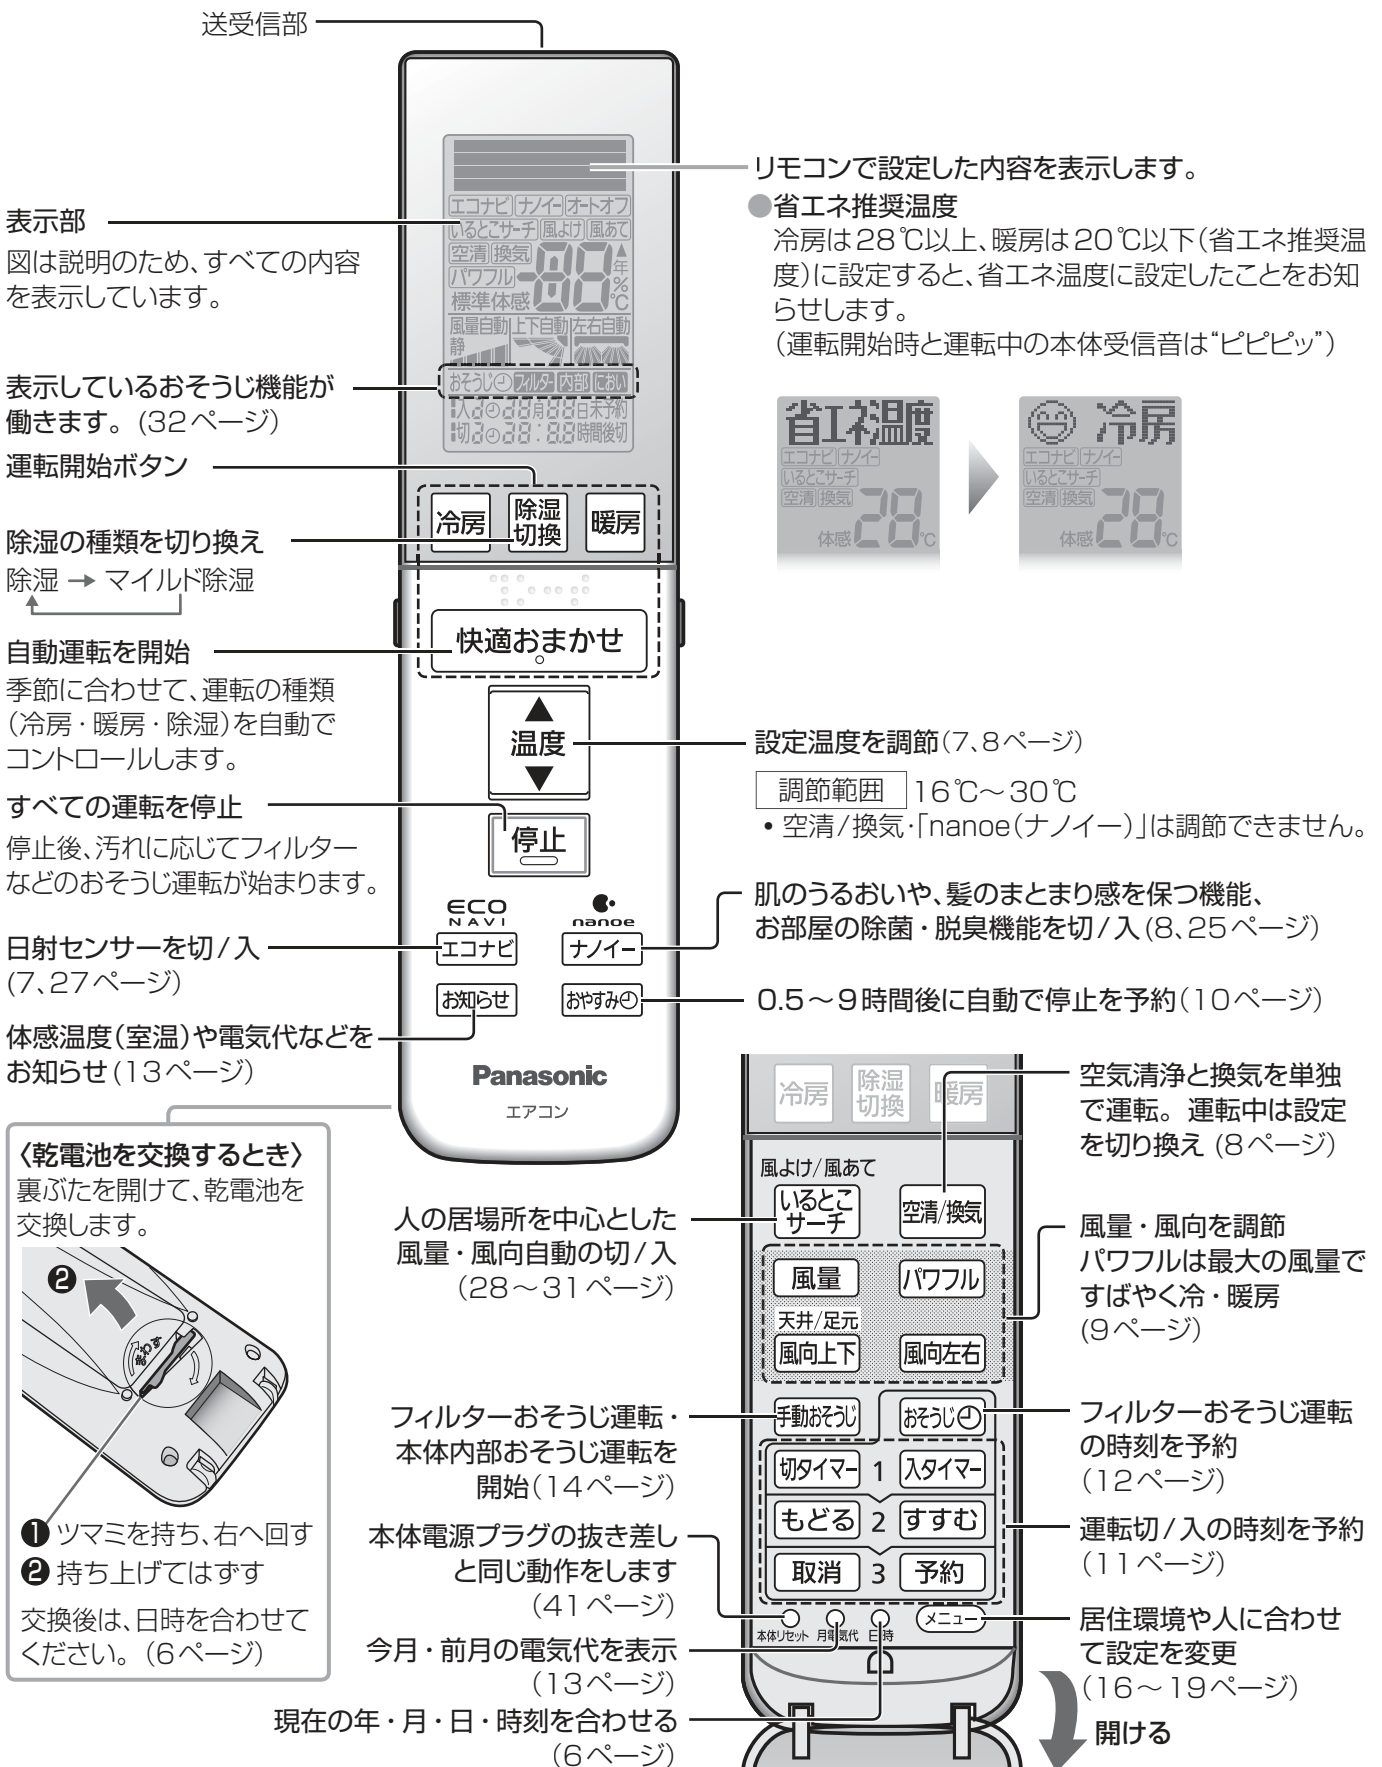 送受信部
エコナビ ナノイー オートオフ
いるとこサーチ 風よけ 風あて
空清 換気
パワフル
標準体感
年
%
℃
風量自動 上下自動 左右自動
静
おそうじ フィルター 内部 におい
入 月 日未予約
切 時間後切
表示部
図は説明のため、すべての内容
を表示しています。
表示しているおそうじ機能が
働きます。(32ページ)
運転開始ボタン
冷房
除湿
切換
暖房
除湿の種類を切り換え
除湿 → マイルド除湿
快適おまかせ
自動運転を開始
季節に合わせて、運転の種類
(冷房・暖房・除湿)を自動で
コントロールします。
▲
温度
▼
すべての運転を停止
停止後、汚れに応じてフィルター
などのおそうじ運転が始まります。
停止
ECO
NAVI
nanoe
エコナビ
ナノイー
日射センサーを切/入
(7、27ページ)
お知らせ
おやすみ
体感温度(室温)や電気代などを
お知らせ(13ページ)
Panasonic
エアコン
リモコンで設定した内容を表示します。
●省エネ推奨温度
冷房は28℃以上、暖房は20℃以下(省エネ推奨温
度)に設定すると、省エネ温度に設定したことをお知
らせします。
(運転開始時と運転中の本体受信音は“ピピピッ”)
省エネ温度
エコナビ ナノイー
いるとこサーチ
空清 換気
体感 28℃
冷房
エコナビ ナノイー
いるとこサーチ
空清 換気
体感 28℃
設定温度を調節(7、8ページ)
調節範囲 16℃～30℃
• 空清/換気・「nanoe(ナノイー)」は調節できません。
肌のうるおいや、髪のまとまり感を保つ機能、
お部屋の除菌・脱臭機能を切/入(8、25ページ)
0.5～9時間後に自動で停止を予約(10ページ)
〈乾電池を交換するとき〉
裏ぶたを開けて、乾電池を
交換します。
❷
まわす
❶ ツマミを持ち、右へ回す
❷ 持ち上げてはずす
交換後は、日時を合わせて
ください。(6ページ)
冷房
除湿
切換
暖房
風よけ/風あて
いるとこ
サーチ
空清/換気
風量
パワフル
天井/足元
風向上下
風向左右
手動おそうじ
おそうじ
切タイマー 1 入タイマー
もどる 2 すすむ
取消 3 予約
本体リセット 月電気代 日時
メニュー
人の居場所を中心とした
風量・風向自動の切/入
(28～31ページ)
フィルターおそうじ運転・
本体内部おそうじ運転を
開始(14ページ)
本体電源プラグの抜き差し
と同じ動作をします
(41ページ)
今月・前月の電気代を表示
(13ページ)
現在の年・月・日・時刻を合わせる
(6ページ)
空気清浄と換気を単独
で運転。運転中は設定
を切り換え (8ページ)
風量・風向を調節
パワフルは最大の風量で
すばやく冷・暖房
(9ページ)
フィルターおそうじ運転
の時刻を予約
(12ページ)
運転切/入の時刻を予約
(11ページ)
居住環境や人に合わせ
て設定を変更
(16～19ページ)
開ける